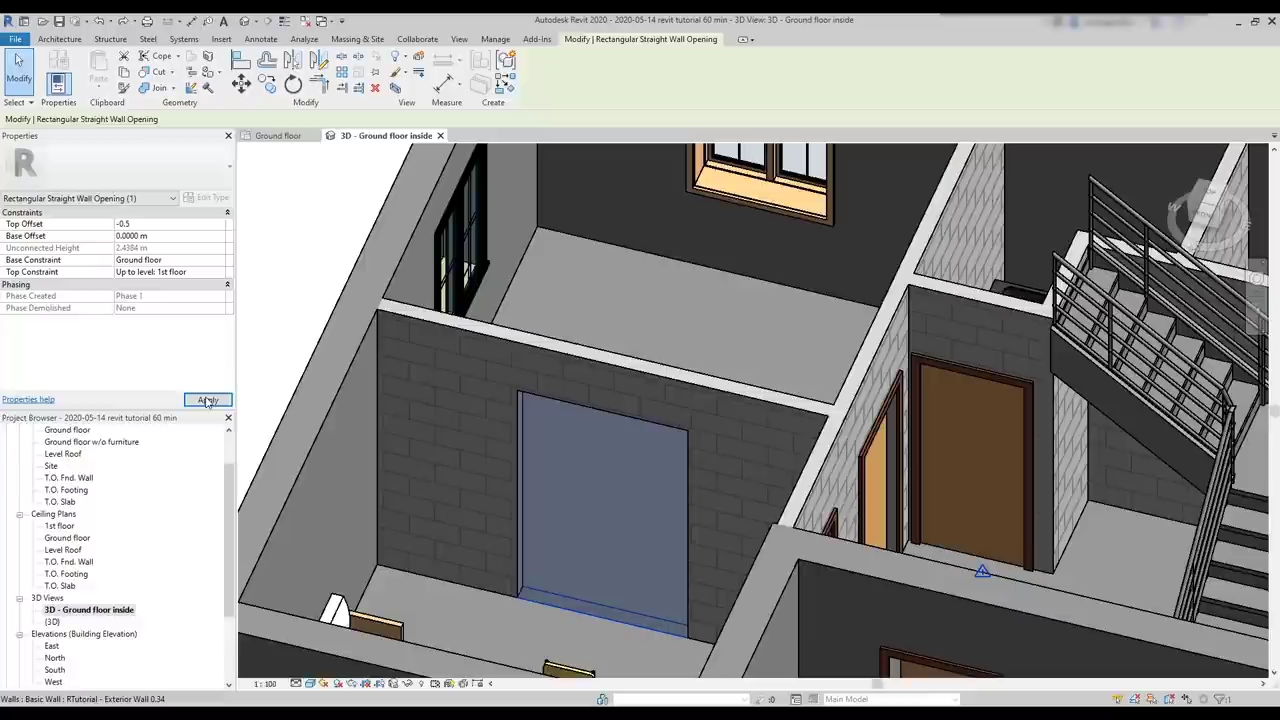 Autodesk Revit 2020 - 2020-05-14 revit tutorial 60 min - 3D View: 3D - Ground floor inside
File Architecture Structure Steel Systems Insert Annotate Analyze Massing & Site Collaborate View Manage Add-Ins Modify | Rectangular Straight Wall Opening
Modify Properties Paste Cope
Cut
Join
Select Properties Clipboard Geometry Modify View Measure Create
Modify | Rectangular Straight Wall Opening
Properties
Ground floor 3D - Ground floor inside
Rectangular Straight Wall Opening (1) Edit Type
Constraints
Top Offset -0.5
Base Offset 0.0000 m
Unconnected Height 2.4384 m
Base Constraint Ground floor
Top Constraint Up to level: 1st floor
Phasing
Phase Created Phase 1
Phase Demolished None
Properties help Apply
Project Browser - 2020-05-14 revit tutorial 60 min
Ground floor
Ground floor w/o furniture
Level Roof
Site
T.O. Fnd. Wall
T.O. Footing
T.O. Slab
Ceiling Plans
1st floor
Ground floor
Level Roof
T.O. Fnd. Wall
T.O. Footing
T.O. Slab
3D Views
3D - Ground floor inside
{3D}
Elevations (Building Elevation)
East
North
South
West
1 : 100
Walls : Basic Wall : RTutorial - Exterior Wall 0.34 :0 Main Model :1